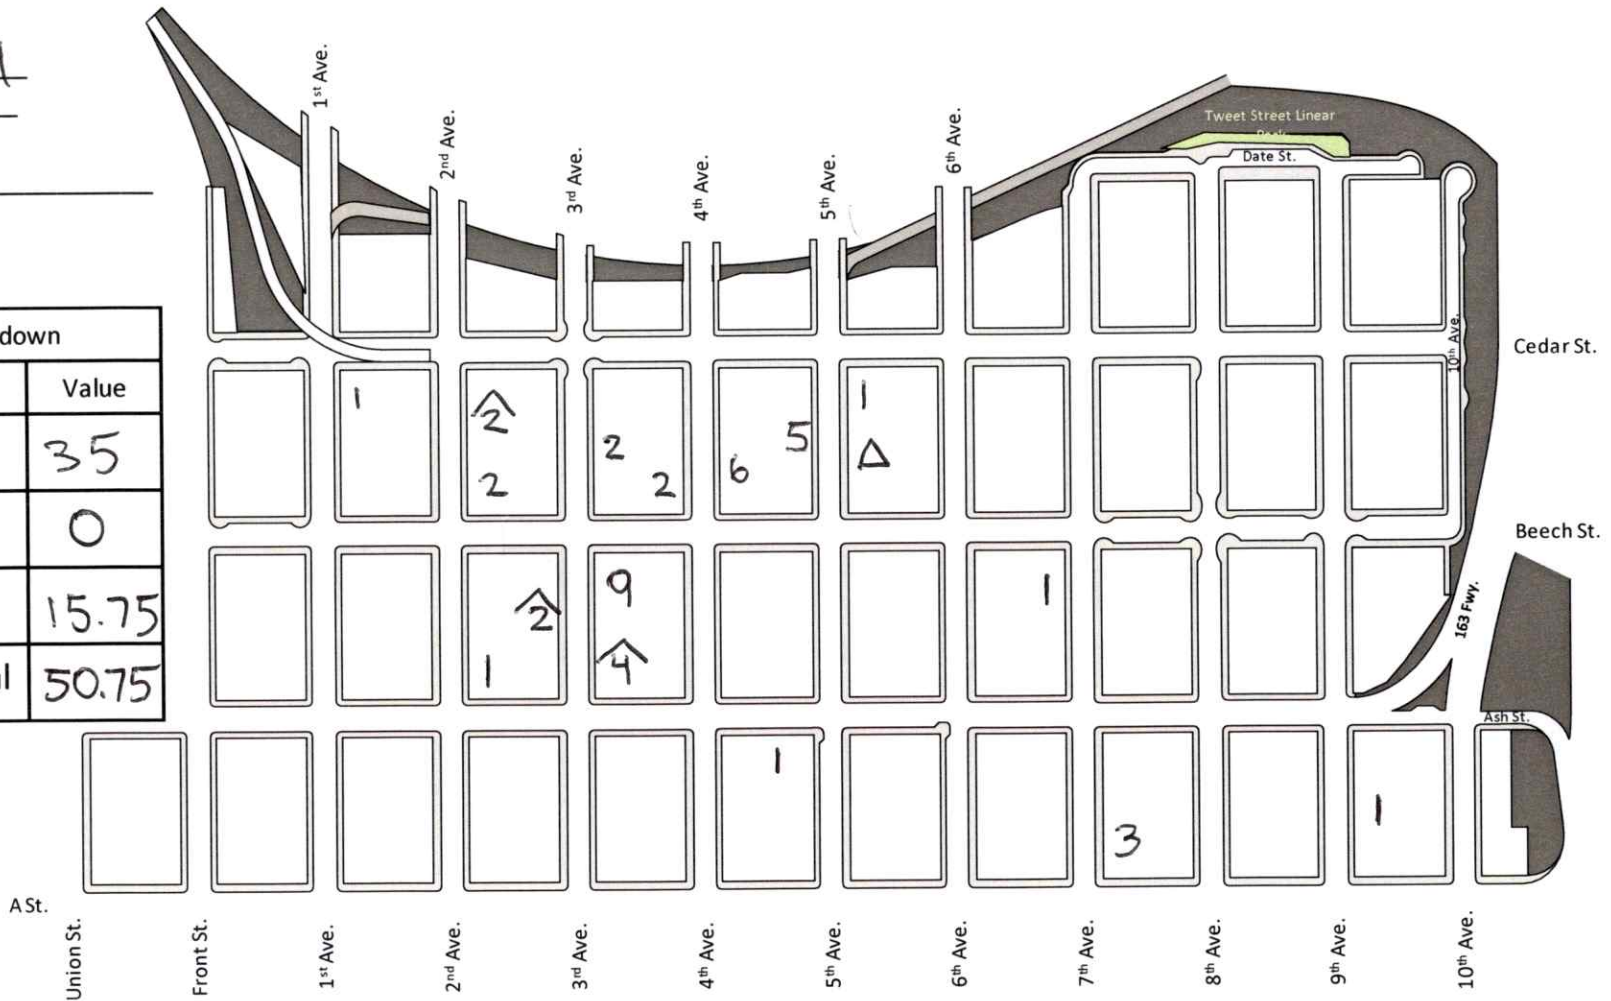 1st Ave.
2nd Ave.
3rd Ave.
4th Ave.
5th Ave.
6th Ave.
Tweet Street Linear
Park
Date St.
down
Value
35
0
15.75
50.75
10th Ave.
Cedar St.
1
2
2
2
2
6
5
1
Δ
Beech St.
2
1
9
4
1
163 Fwy.
Ash St.
1
3
1
A St.
Union St.
Front St.
1st Ave.
2nd Ave.
3rd Ave.
4th Ave.
5th Ave.
6th Ave.
7th Ave.
8th Ave.
9th Ave.
10th Ave.